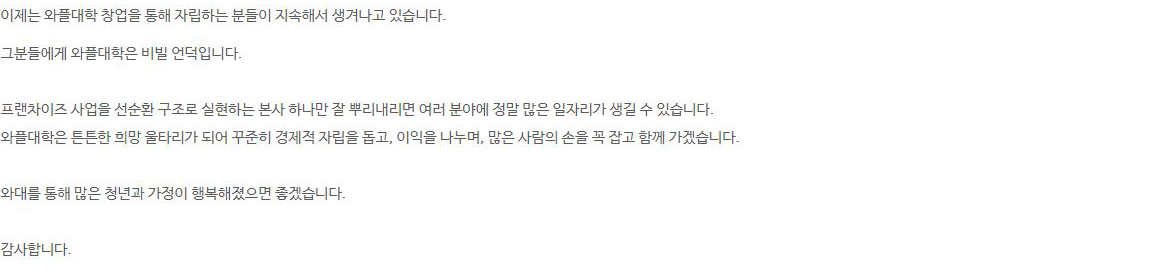 이제는 와플대학 창업을 통해 자립하는 분들이 지속해서 생겨나고 있습니다.
그분들에게 와플대학은 비빌 언덕입니다.
프랜차이즈 사업을 선순환 구조로 실현하는 본사 하나만 잘 뿌리내리면 여러 분야에 정말 많은 일자리가 생길 수 있습니다.
와플대학은 튼튼한 희망 울타리가 되어 꾸준히 경제적 자립을 돕고, 이익을 나누며, 많은 사람의 손을 꼭 잡고 함께 가겠습니다.
와대를 통해 많은 청년과 가정이 행복해졌으면 좋겠습니다.
감사합니다.